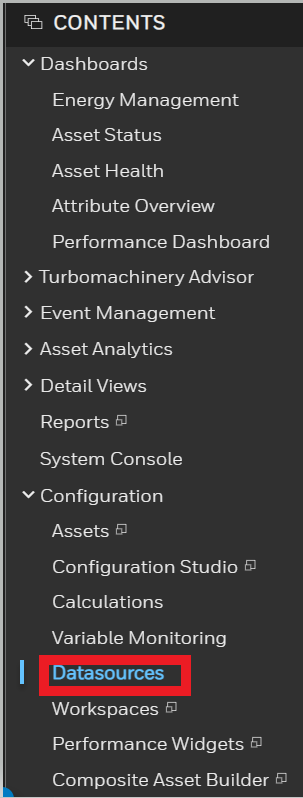 CONTENTS
Dashboards
Energy Management
Asset Status
Asset Health
Attribute Overview
Performance Dashboard
Turbomachinery Advisor
Event Management
Asset Analytics
Detail Views
Reports
System Console
Configuration
Assets
Configuration Studio
Calculations
Variable Monitoring
Datasources
Workspaces
Performance Widgets
Composite Asset Builder